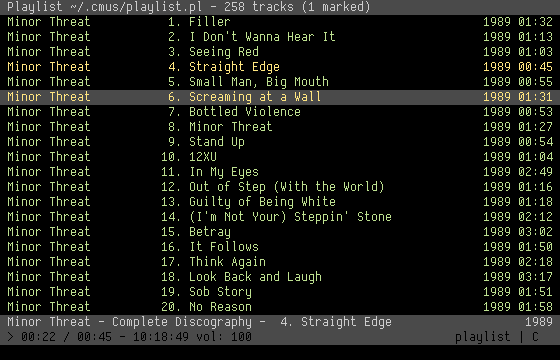 Playlist ~/.cmus/playlist.pl - 258 tracks (1 marked)
Minor Threat 1. Filler 1989 01:32
Minor Threat 2. I Don't Wanna Hear It 1989 01:13
Minor Threat 3. Seeing Red 1989 01:03
Minor Threat 4. Straight Edge 1989 00:45
Minor Threat 5. Small Man, Big Mouth 1989 00:55
Minor Threat 6. Screaming at a Wall 1989 01:31
Minor Threat 7. Bottled Violence 1989 00:53
Minor Threat 8. Minor Threat 1989 01:27
Minor Threat 9. Stand Up 1989 00:54
Minor Threat 10. 12XU 1989 01:04
Minor Threat 11. In My Eyes 1989 02:49
Minor Threat 12. Out of Step (With the World) 1989 01:16
Minor Threat 13. Guilty of Being White 1989 01:18
Minor Threat 14. (I'm Not Your) Steppin' Stone 1989 02:12
Minor Threat 15. Betray 1989 03:02
Minor Threat 16. It Follows 1989 01:50
Minor Threat 17. Think Again 1989 02:18
Minor Threat 18. Look Back and Laugh 1989 03:17
Minor Threat 19. Sob Story 1989 01:51
Minor Threat 20. No Reason 1989 01:58
Minor Threat - Complete Discography - 4. Straight Edge 1989
> 00:22 / 00:45 - 10:18:49 vol: 100 playlist | C